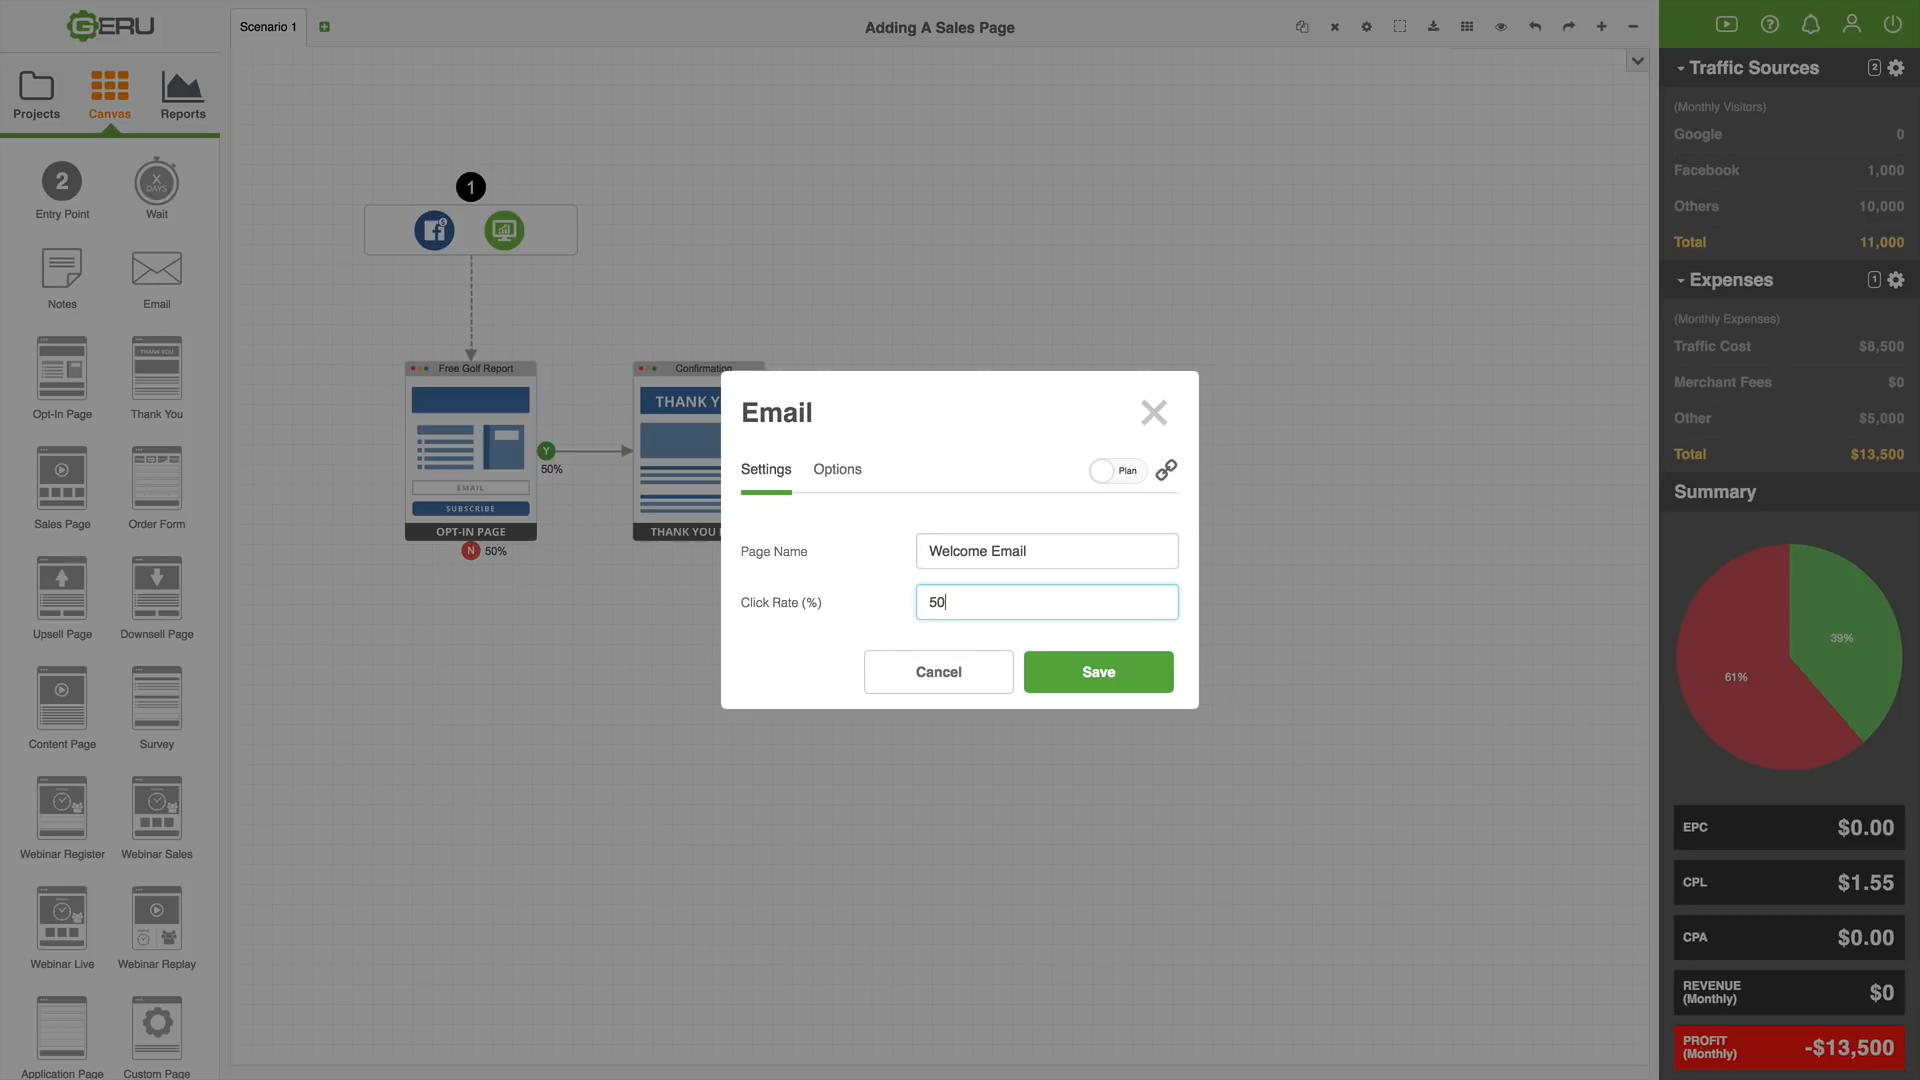 GERU
Scenario 1
Adding A Sales Page
Projects
Canvas
Reports
2
Entry Point
X
DAYS
Wait
Notes
Email
Opt-In Page
THANK YOU
Thank You
Sales Page
Order Form
Upsell Page
Downsell Page
Content Page
Survey
Webinar Register
Webinar Sales
Webinar Live
Webinar Replay
Application Page
Custom Page
1
Free Golf Report
EMAIL
SUBSCRIBE
OPT-IN PAGE
Y
50%
N 50%
Confirmation
THANK Y
THANK YOU
Email
Settings
Options
Plan
Page Name
Welcome Email
Click Rate (%)
50
Cancel
Save
Traffic Sources
2
(Monthly Visitors)
Google 0
Facebook 1,000
Others 10,000
Total 11,000
Expenses
1
(Monthly Expenses)
Traffic Cost $8,500
Merchant Fees $0
Other $5,000
Total $13,500
Summary
39%
61%
EPC $0.00
CPL $1.55
CPA $0.00
REVENUE
(Monthly)
$0
PROFIT
(Monthly)
-$13,500